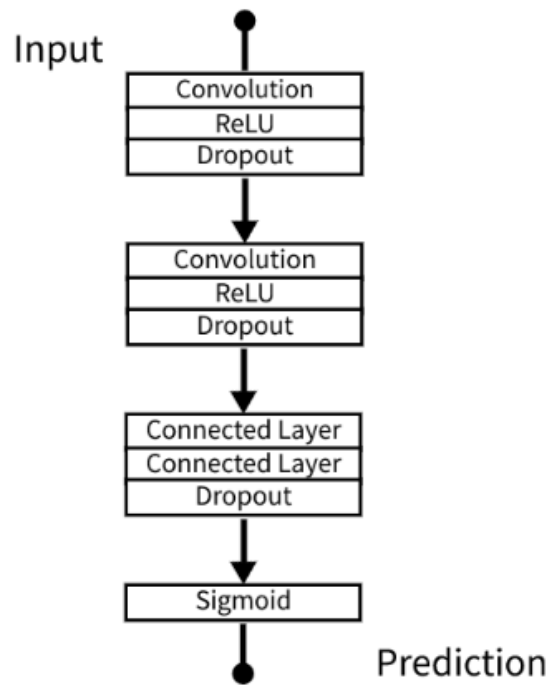 Input
Convolution
ReLU
Dropout
Convolution
ReLU
Dropout
Connected Layer
Connected Layer
Dropout
Sigmoid
Prediction